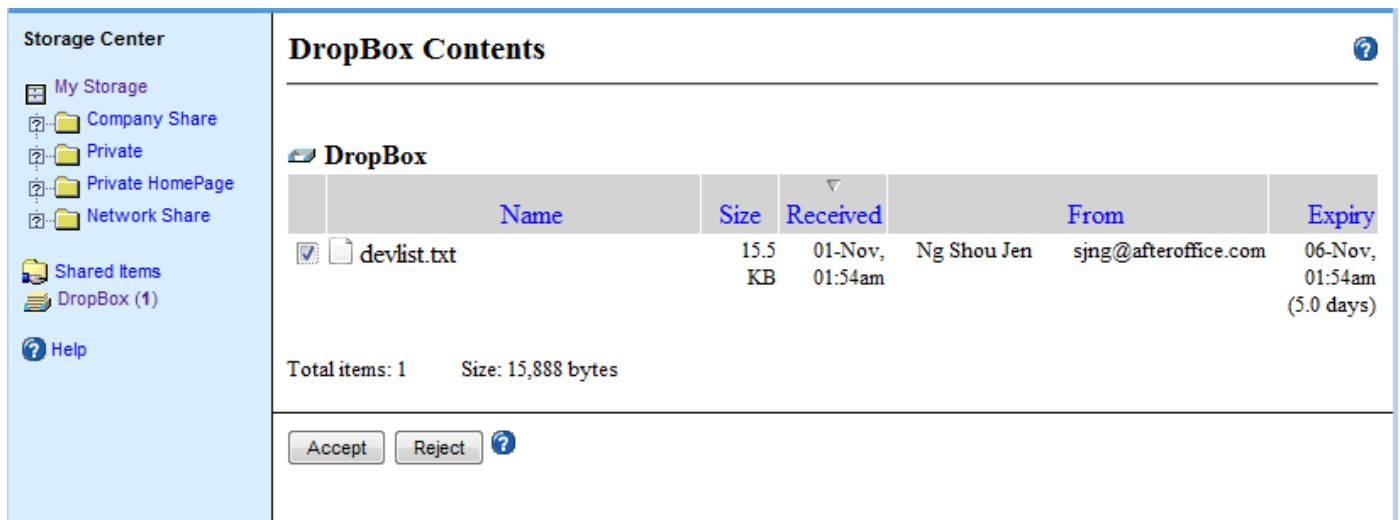 Storage Center
My Storage
Company Share
Private
Private HomePage
Network Share
Shared Items
DropBox (1)
Help
DropBox Contents
DropBox
Name Size Received From Expiry
devlist.txt 15.5 KB 01-Nov, 01:54am Ng Shou Jen sjng@afteroffice.com 06-Nov, 01:54am (5.0 days)
Total items: 1 Size: 15,888 bytes
Accept Reject